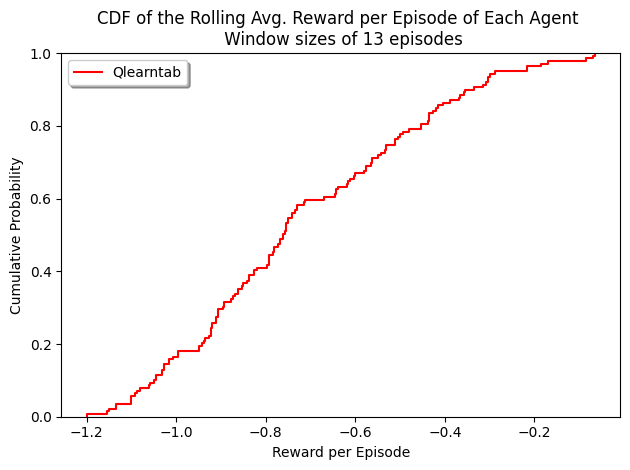 CDF of the Rolling Avg. Reward per Episode of Each Agent
Window sizes of 13 episodes
Qlearntab
Cumulative Probability
1.0
0.8
0.6
0.4
0.2
0.0
−1.2 −1.0 −0.8 −0.6 −0.4 −0.2
Reward per Episode